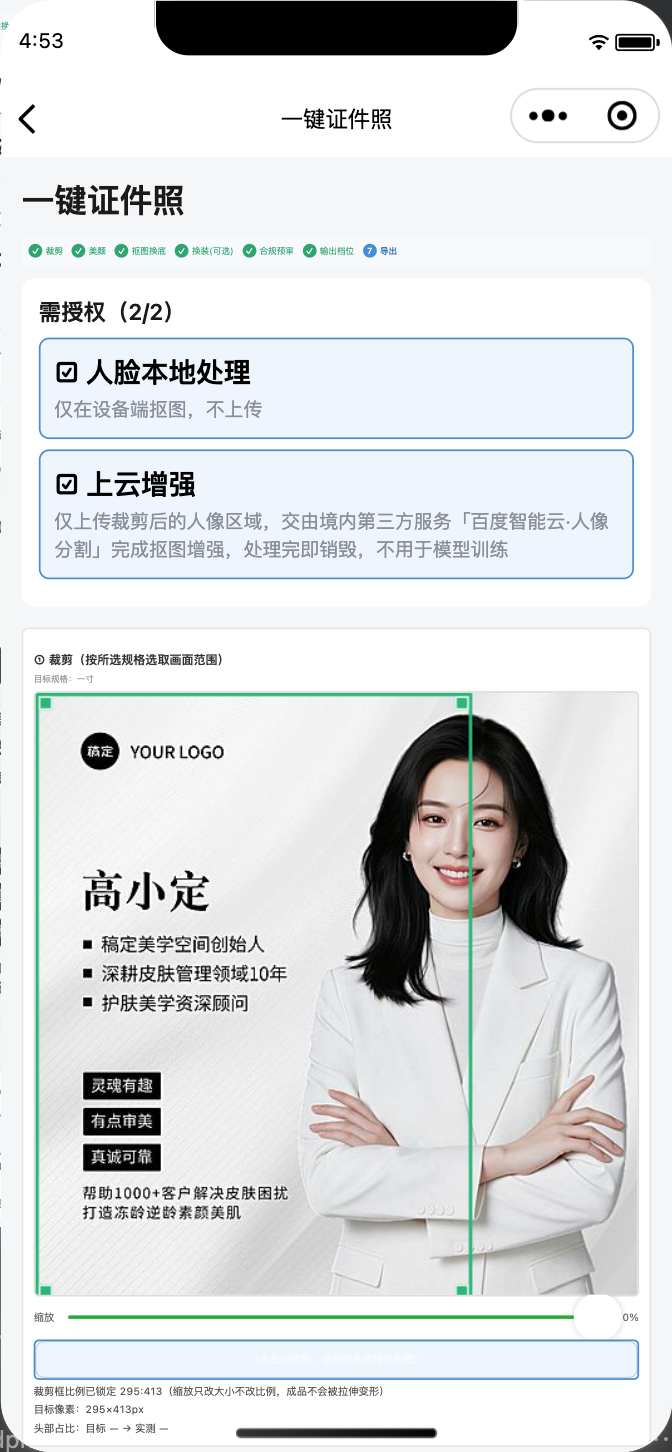 4:53
一键证件照
一键证件照
裁剪 美颜 抠图换底 换装(可选) 合规预审 输出档位 7 导出
需授权（2/2）
人脸本地处理
仅在设备端抠图，不上传
上云增强
仅上传裁剪后的人像区域，交由境内第三方服务「百度智能云·人像
分割」完成抠图增强，处理完即销毁，不用于模型训练
① 裁剪（按所选规格选取画面范围）
目标规格：一寸
稿定 YOUR LOGO
高小定
■ 稿定美学空间创始人
■ 深耕皮肤管理领域10年
■ 护肤美学资深顾问
灵魂有趣
有点审美
真诚可靠
帮助1000+客户解决皮肤困扰
打造冻龄逆龄素颜美肌
缩放 0%
裁剪框比例已锁定 295:413（缩放只改大小不改比例，成品不会被拉伸变形）
目标像素：295×413px
头部占比：目标 — → 实测 —